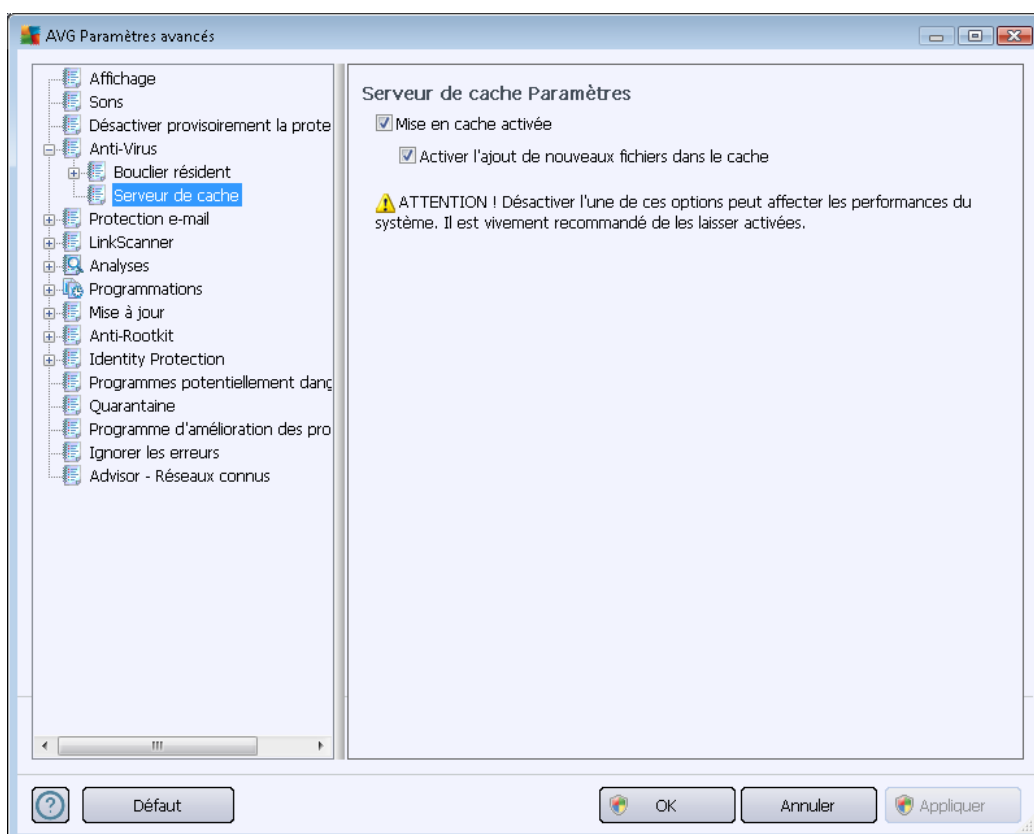 AVG Paramètres avancés
Affichage
Sons
Désactiver provisoirement la prote
Anti-Virus
Bouclier résident
Serveur de cache
Protection e-mail
LinkScanner
Analyses
Programmations
Mise à jour
Anti-Rootkit
Identity Protection
Programmes potentiellement dang
Quarantaine
Programme d'amélioration des pro
Ignorer les erreurs
Advisor - Réseaux connus
Serveur de cache Paramètres
Mise en cache activée
Activer l'ajout de nouveaux fichiers dans le cache
ATTENTION ! Désactiver l'une de ces options peut affecter les performances du
système. Il est vivement recommandé de les laisser activées.
Défaut
OK
Annuler
Appliquer